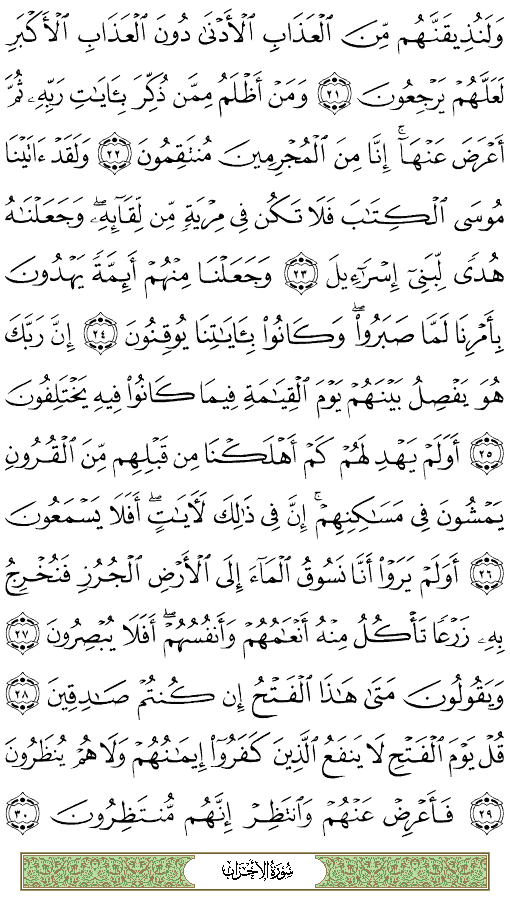 وَلَنُذِيقَنَّهُم مِّنَ ٱلْعَذَابِ ٱلْأَدْنَىٰ دُونَ ٱلْعَذَابِ ٱلْأَكْبَرِ
لَعَلَّهُمْ يَرْجِعُونَ ٢١ وَمَنْ أَظْلَمُ مِمَّن ذُكِّرَ بِـَٔايَـٰتِ رَبِّهِۦ ثُمَّ
أَعْرَضَ عَنْهَآ ۚ إِنَّا مِنَ ٱلْمُجْرِمِينَ مُنتَقِمُونَ ٢٢ وَلَقَدْ ءَاتَيْنَا
مُوسَى ٱلْكِتَـٰبَ فَلَا تَكُن فِى مِرْيَةٍ مِّن لِّقَآئِهِۦ ۖ وَجَعَلْنَـٰهُ
هُدًى لِّبَنِىٓ إِسْرَٰٓءِيلَ ٢٣ وَجَعَلْنَا مِنْهُمْ أَئِمَّةً يَهْدُونَ
بِأَمْرِنَا لَمَّا صَبَرُوا۟ ۖ وَكَانُوا۟ بِـَٔايَـٰتِنَا يُوقِنُونَ ٢٤ إِنَّ رَبَّكَ
هُوَ يَفْصِلُ بَيْنَهُمْ يَوْمَ ٱلْقِيَـٰمَةِ فِيمَا كَانُوا۟ فِيهِ يَخْتَلِفُونَ
٢٥ أَوَلَمْ يَهْدِ لَهُمْ كَمْ أَهْلَكْنَا مِن قَبْلِهِم مِّنَ ٱلْقُرُونِ
يَمْشُونَ فِى مَسَـٰكِنِهِمْ ۚ إِنَّ فِى ذَٰلِكَ لَـَٔايَـٰتٍ ۖ أَفَلَا يَسْمَعُونَ
٢٦ أَوَلَمْ يَرَوْا۟ أَنَّا نَسُوقُ ٱلْمَآءَ إِلَى ٱلْأَرْضِ ٱلْجُرُزِ فَنُخْرِجُ
بِهِۦ زَرْعًا تَأْكُلُ مِنْهُ أَنْعَـٰمُهُمْ وَأَنفُسُهُمْ ۖ أَفَلَا يُبْصِرُونَ ٢٧
وَيَقُولُونَ مَتَىٰ هَـٰذَا ٱلْفَتْحُ إِن كُنتُمْ صَـٰدِقِينَ ٢٨
قُلْ يَوْمَ ٱلْفَتْحِ لَا يَنفَعُ ٱلَّذِينَ كَفَرُوٓا۟ إِيمَـٰنُهُمْ وَلَا هُمْ يُنظَرُونَ
٢٩ فَأَعْرِضْ عَنْهُمْ وَٱنتَظِرْ إِنَّهُم مُّنتَظِرُونَ ٣٠
سُورَةُ الْأَحْزَابِ